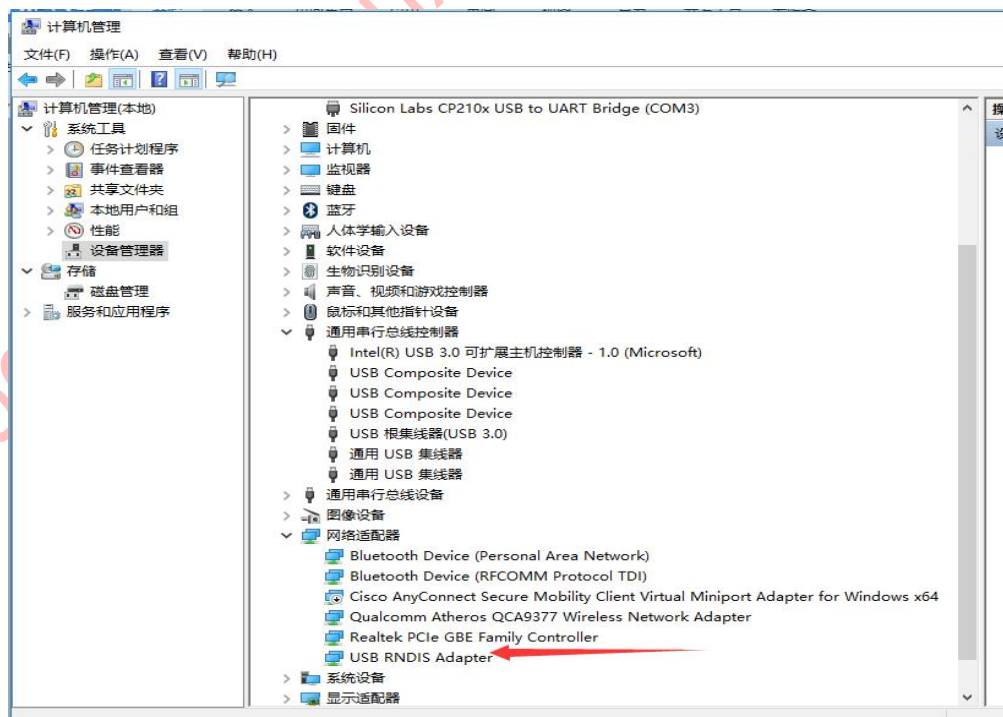 计算机管理
文件(F) 操作(A) 查看(V) 帮助(H)
计算机管理(本地)
系统工具
任务计划程序
事件查看器
共享文件夹
本地用户和组
性能
设备管理器
存储
磁盘管理
服务和应用程序
Silicon Labs CP210x USB to UART Bridge (COM3)
固件
计算机
监视器
键盘
蓝牙
人体学输入设备
软件设备
生物识别设备
声音、视频和游戏控制器
鼠标和其他指针设备
通用串行总线控制器
Intel(R) USB 3.0 可扩展主机控制器 - 1.0 (Microsoft)
USB Composite Device
USB Composite Device
USB Composite Device
USB 根集线器(USB 3.0)
通用 USB 集线器
通用 USB 集线器
通用串行总线设备
图像设备
网络适配器
Bluetooth Device (Personal Area Network)
Bluetooth Device (RFCOMM Protocol TDI)
Cisco AnyConnect Secure Mobility Client Virtual Miniport Adapter for Windows x64
Qualcomm Atheros QCA9377 Wireless Network Adapter
Realtek PCIe GBE Family Controller
USB RNDIS Adapter
系统设备
显示适配器